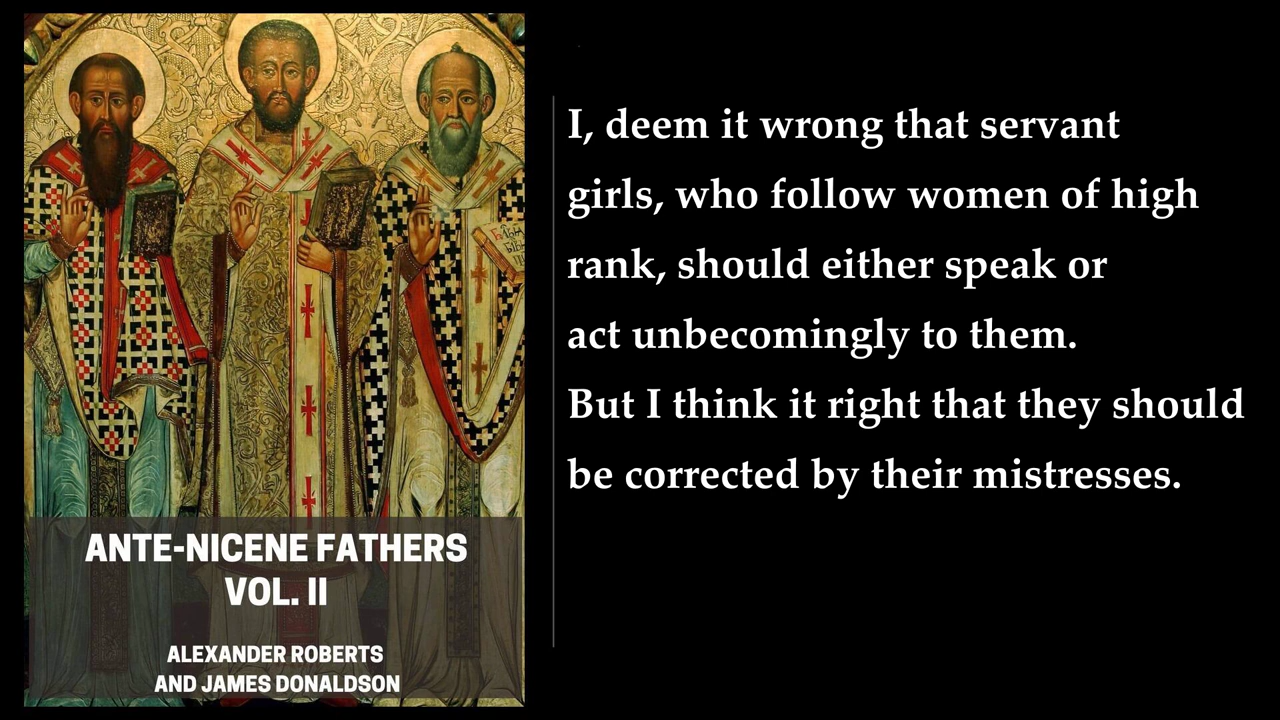 I, deem it wrong that servant
girls, who follow women of high
rank, should either speak or
act unbecomingly to them.
But I think it right that they should
be corrected by their mistresses.
ANTE-NICENE FATHERS
VOL. II
ALEXANDER ROBERTS
AND JAMES DONALDSON